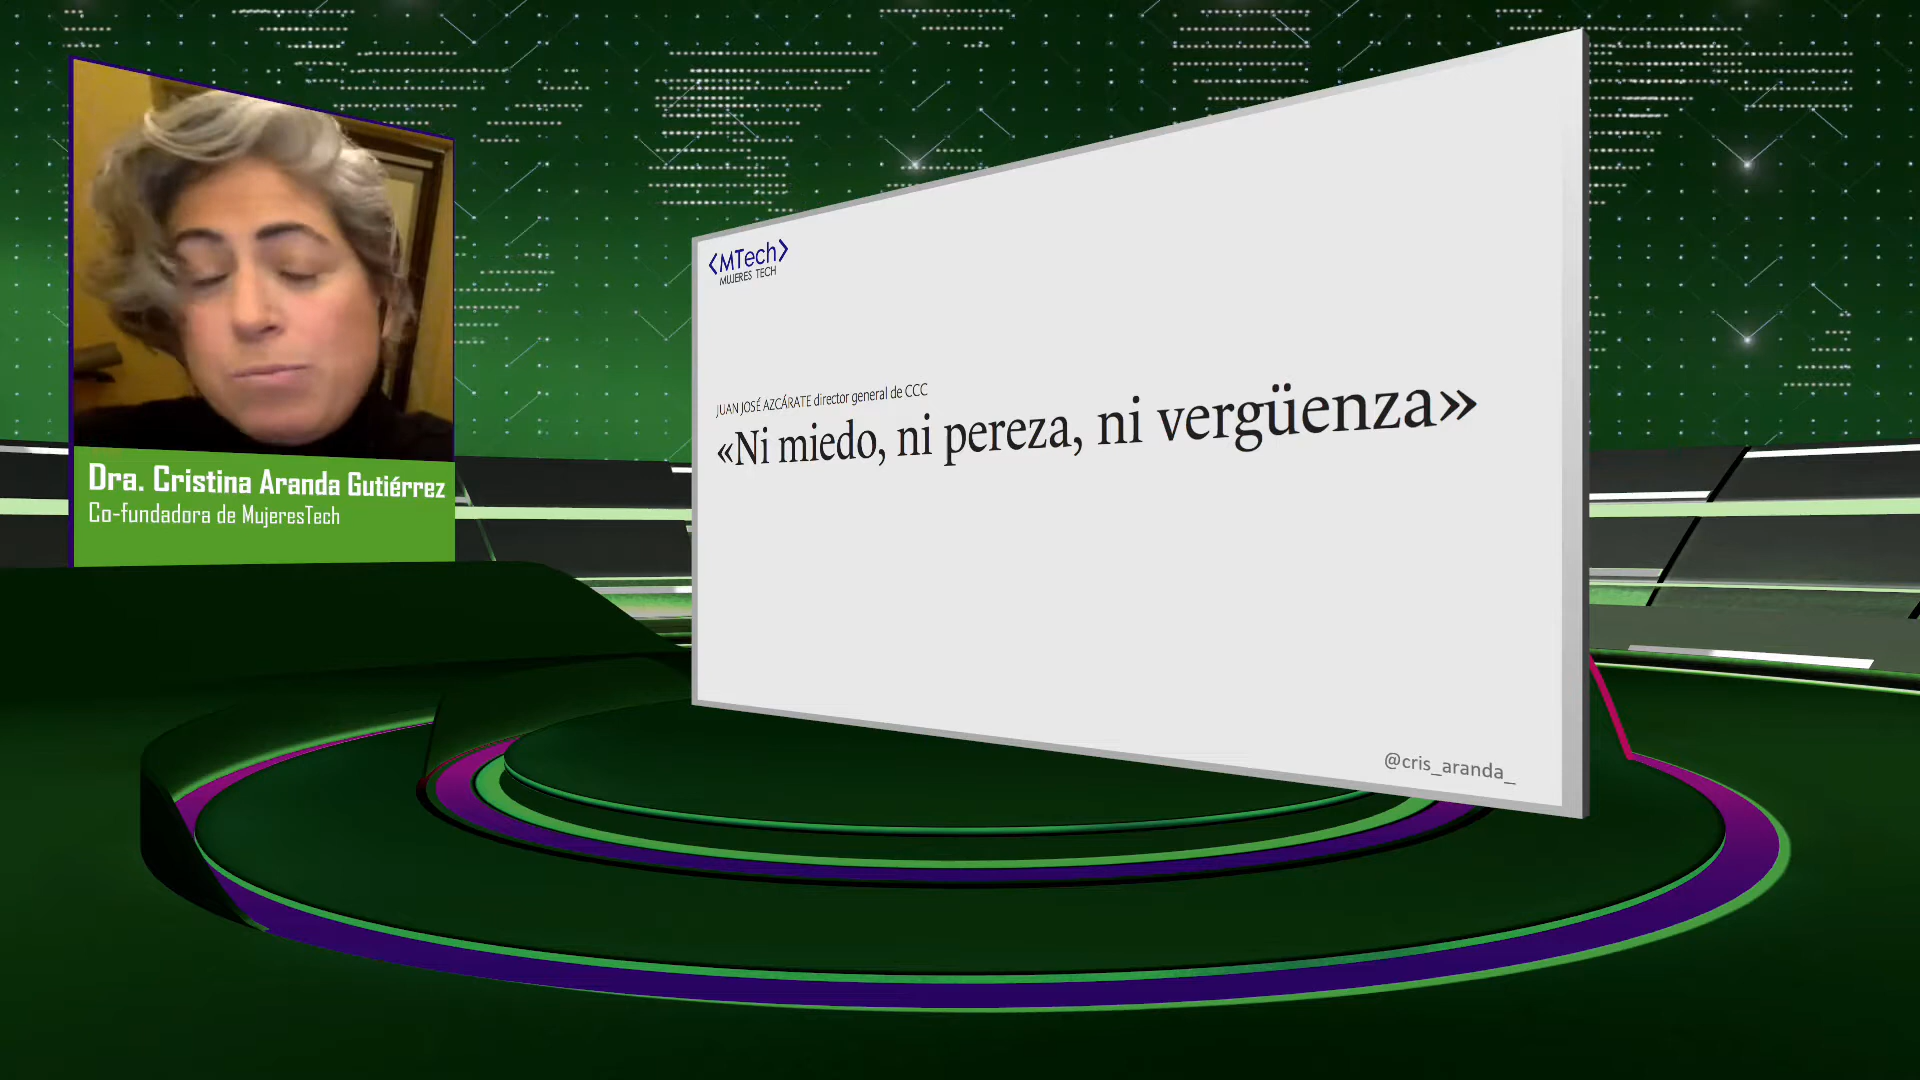 Dra. Cristina Aranda Gutiérrez
Co-fundadora de MujeresTech
<MTech>
MUJERES TECH
JUAN JOSÉ AZCÁRATE director general de CCC
«Ni miedo, ni pereza, ni vergüenza»
@cris_aranda_